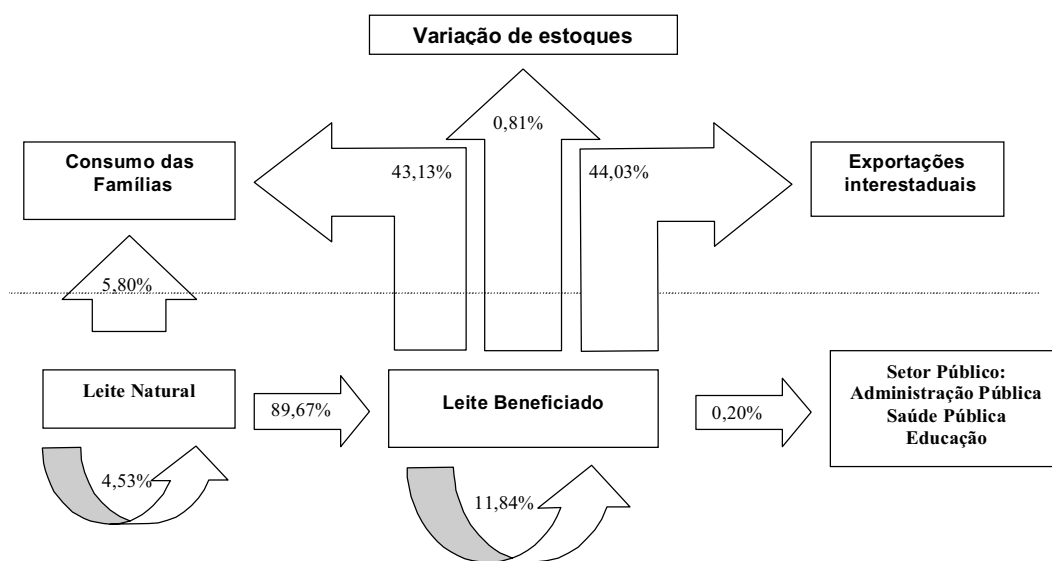 Variação de estoques
0,81%
Consumo das
Famílias
43,13%
44,03%
Exportações
interestaduais
5,80%
Leite Natural
89,67%
Leite Beneficiado
0,20%
Setor Público:
Administração Pública
Saúde Pública
Educação
4,53%
11,84%